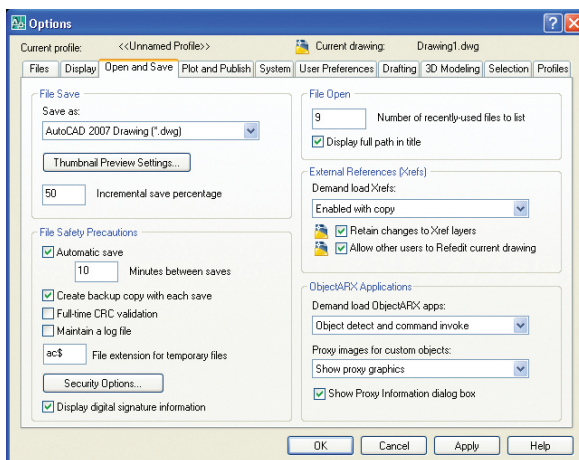 Options
Current profile: <<Unnamed Profile>> Current drawing: Drawing1.dwg
Files Display Open and Save Plot and Publish System User Preferences Drafting 3D Modeling Selection Profiles
File Save
Save as:
AutoCAD 2007 Drawing (*.dwg)
Thumbnail Preview Settings...
50 Incremental save percentage
File Safety Precautions
Automatic save
10 Minutes between saves
Create backup copy with each save
Full-time CRC validation
Maintain a log file
ac$ File extension for temporary files
Security Options...
Display digital signature information
File Open
9 Number of recently-used files to list
Display full path in title
External References (Xrefs)
Demand load Xrefs:
Enabled with copy
Retain changes to Xref layers
Allow other users to Refedit current drawing
ObjectARX Applications
Demand load ObjectARX apps:
Object detect and command invoke
Proxy images for custom objects:
Show proxy graphics
Show Proxy Information dialog box
OK Cancel Apply Help